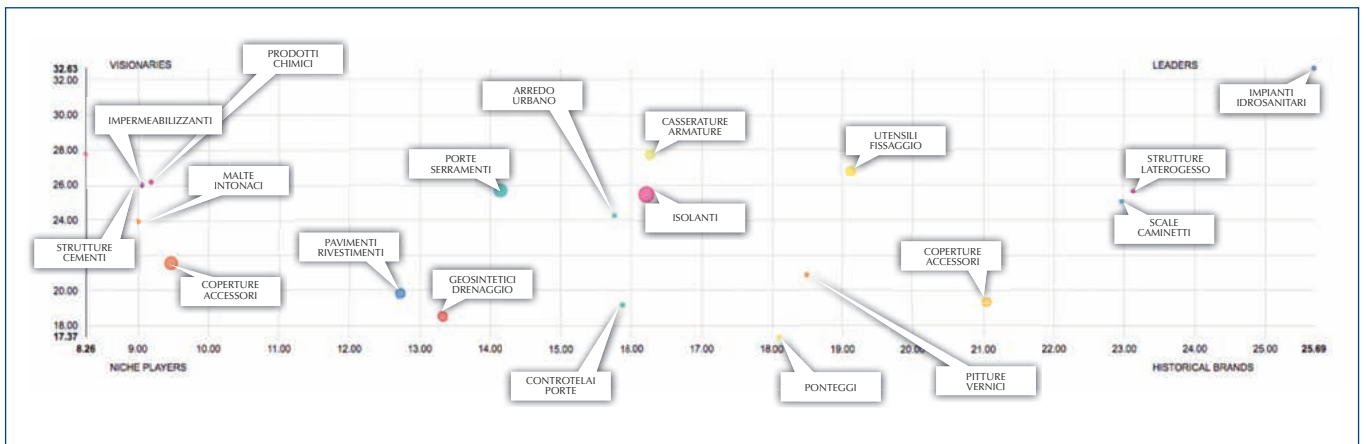 VISIONARIES
LEADERS
PRODOTTI
CHIMICI
IMPERMEABILIZZANTI
MALTE
INTONACI
STRUTTURE
CEMENTI
COPERTURE
ACCESSORI
PAVIMENTI
RIVESTIMENTI
PORTE
SERRAMENTI
GEOSINTETICI
DRENAGGIO
ARREDO
URBANO
CASSERATURE
ARMATURE
ISOLANTI
CONTROTELAI
PORTE
UTENSILI
FISSAGGIO
COPERTURE
ACCESSORI
PONTEGGI
PITTURE
VERNICI
IMPIANTI
IDROSANITARI
STRUTTURE
LATEROGESSO
SCALE
CAMINETTI
32.63
32.00
30.00
28.00
26.00
24.00
20.00
18.00
17.37
8.26 9.00 10.00 11.00 12.00 13.00 14.00 15.00 16.00 17.00 18.00 19.00 20.00 21.00 22.00 23.00 24.00 25.00 25.69
NICHE PLAYERS
HISTORICAL BRANDS